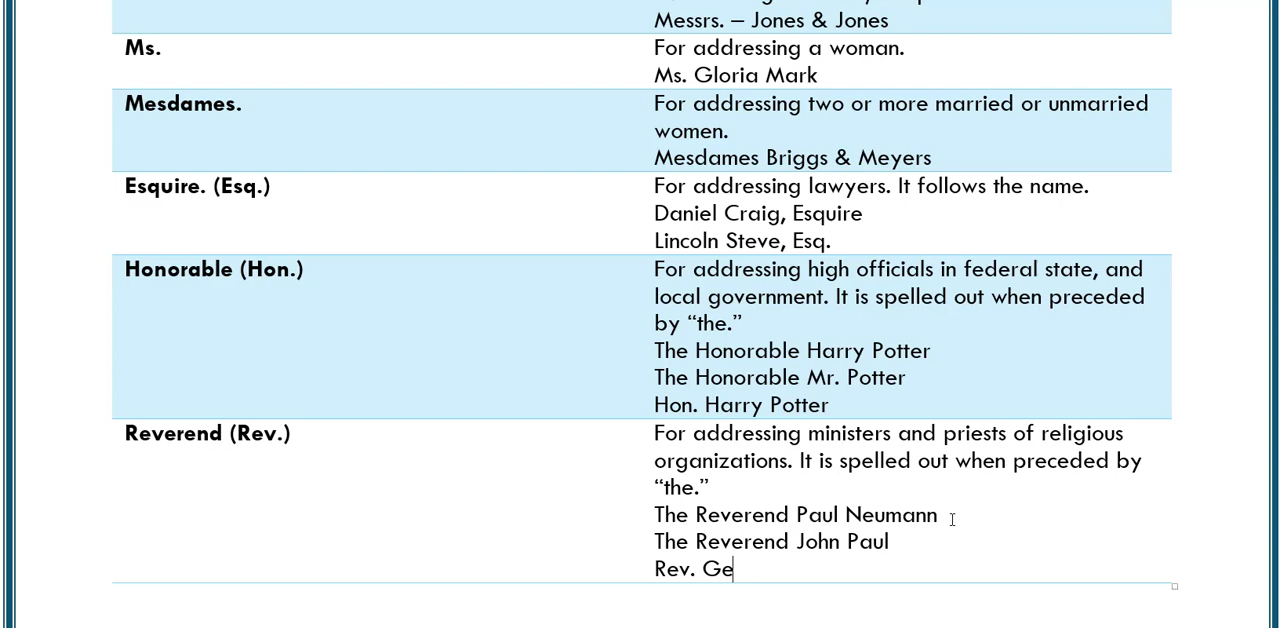 Messrs. – Jones & Jones
Ms.
For addressing a woman.
Ms. Gloria Mark
Mesdames.
For addressing two or more married or unmarried
women.
Mesdames Briggs & Meyers
Esquire. (Esq.)
For addressing lawyers. It follows the name.
Daniel Craig, Esquire
Lincoln Steve, Esq.
Honorable (Hon.)
For addressing high officials in federal state, and
local government. It is spelled out when preceded
by “the.”
The Honorable Harry Potter
The Honorable Mr. Potter
Hon. Harry Potter
Reverend (Rev.)
For addressing ministers and priests of religious
organizations. It is spelled out when preceded by
“the.”
The Reverend Paul Neumann
The Reverend John Paul
Rev. Ge